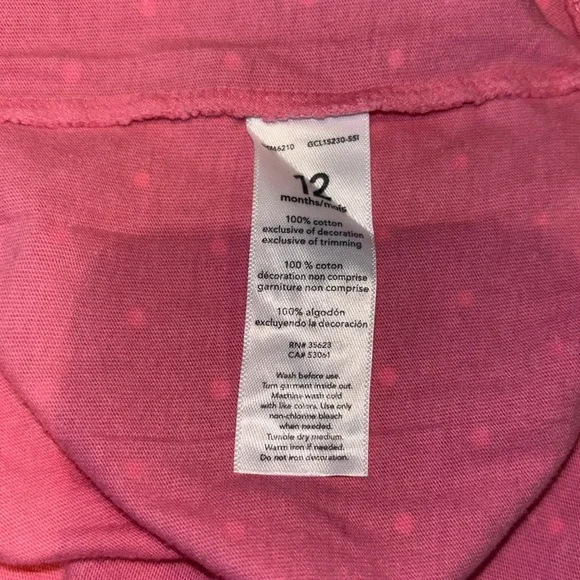 GCL15230-SSI
12
months/mois
100% cotton
exclusive of decoration
exclusive of trimming
100 % coton
décoration non comprise
garniture non comprise
100% algodón
excluyendo la decoración
RN# 35623
CA# 53061
Wash before use.
Turn garment inside out.
Machine wash cold
with like colors. Use only
non-chlorine bleach
when needed.
Tumble dry medium.
Warm iron if needed.
Do not iron decoration.